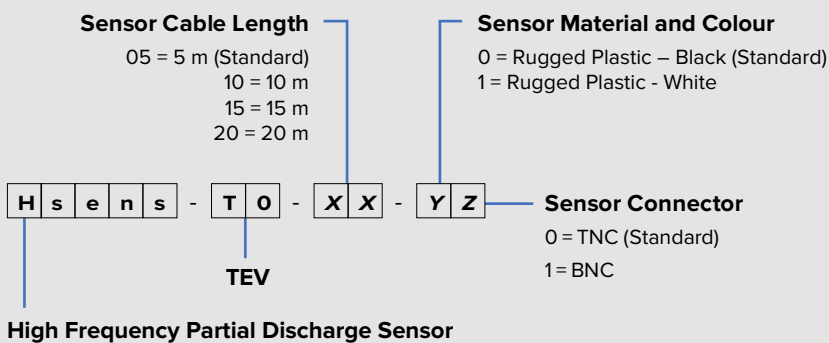 Sensor Cable Length
05 = 5 m (Standard)
10 = 10 m
15 = 15 m
20 = 20 m
Sensor Material and Colour
0 = Rugged Plastic – Black (Standard)
1 = Rugged Plastic - White
H s e n s - T 0 - X X - Y Z
Sensor Connector
0 = TNC (Standard)
1 = BNC
TEV
High Frequency Partial Discharge Sensor